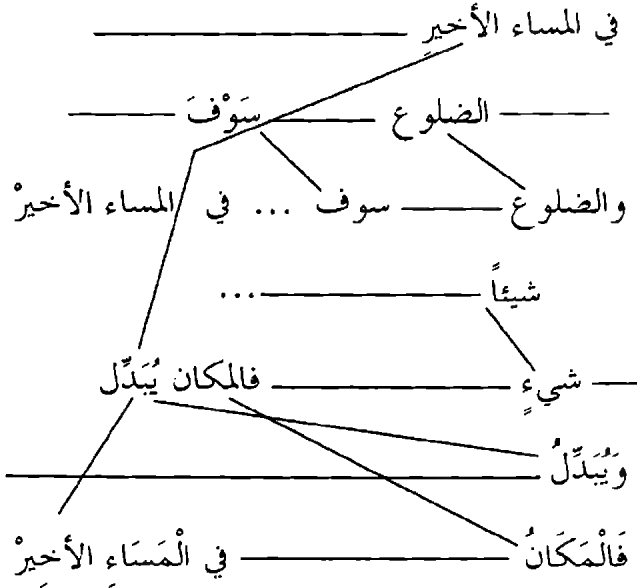 في المساء الأخيرِ
الضلوع سَوْفَ
والضلوع سوف ... في المساء الأخيرْ
شيئاً ...
شيءٍ فالمكان يُبَدِّل
وَيُبَدِّلُ
فَالْمَكَانُ في الْمَسَاءِ الأخيرْ